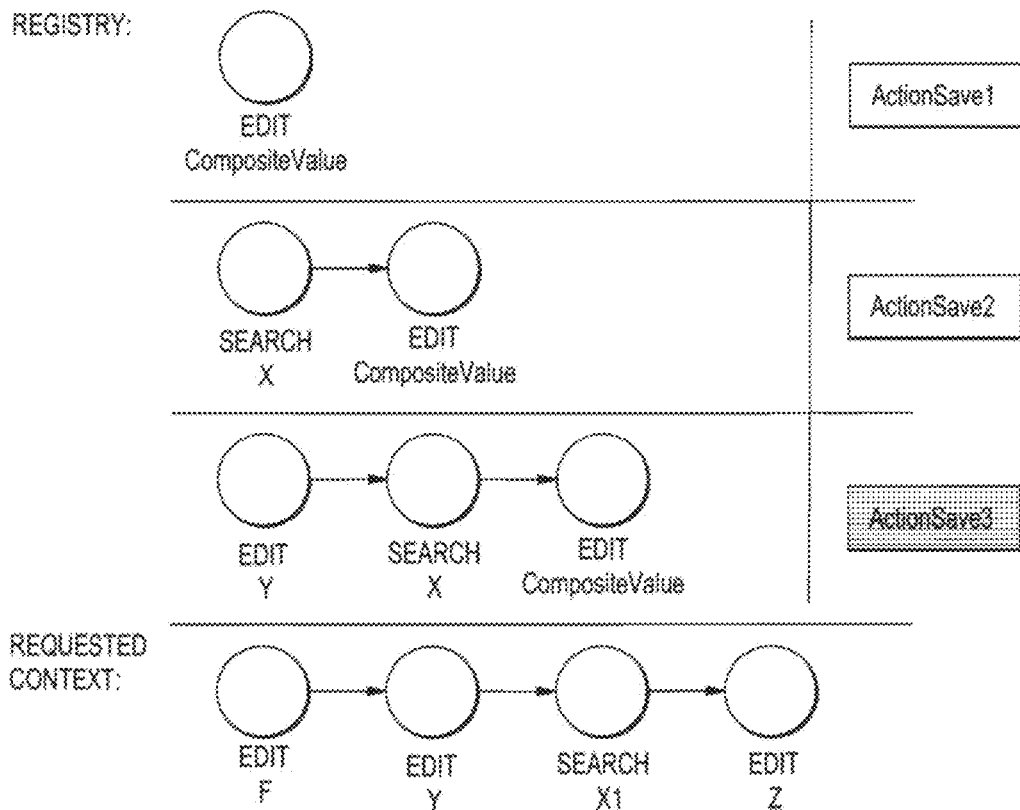 REGISTRY:
EDIT
CompositeValue
ActionSave1
SEARCH
X
EDIT
CompositeValue
ActionSave2
EDIT
Y
SEARCH
X
EDIT
CompositeValue
ActionSave3
REQUESTED
CONTEXT:
EDIT
F
EDIT
Y
SEARCH
X1
EDIT
Z